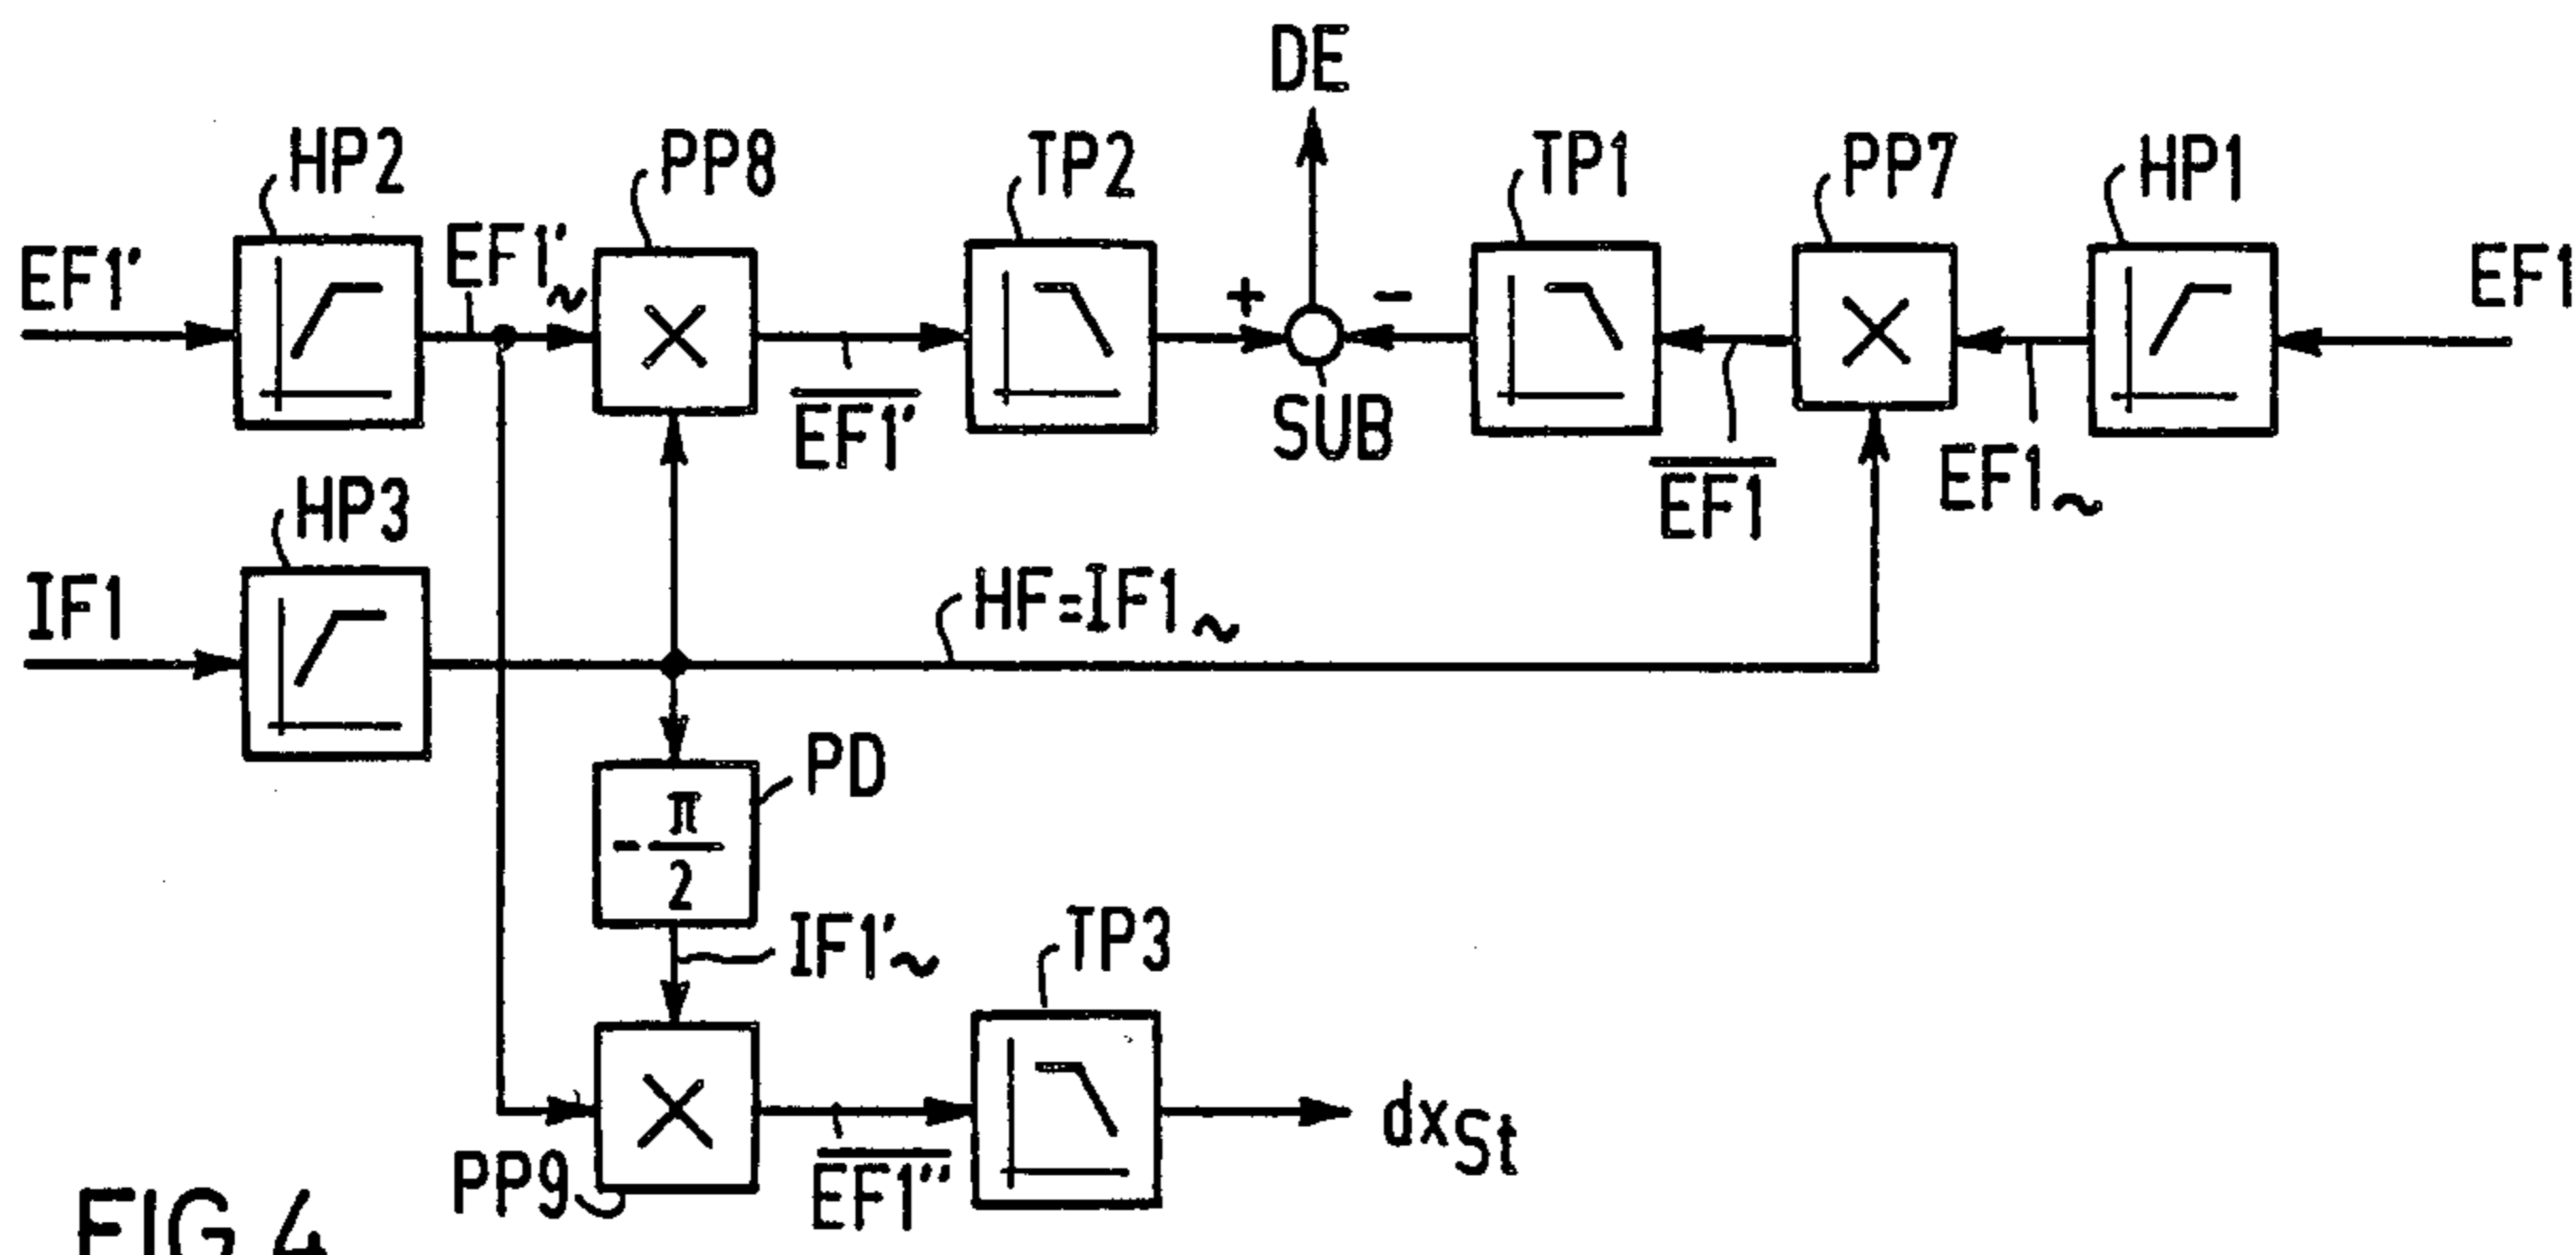 DE
HP2
PP8
TP2
TP1
PP7
HP1
EF1'
EF1'~
+
-
EF1
EF1'
SUB
EF1
EF1~
HP3
IF1
HF=IF1~
PD
-π/2
IF1'~
TP3
PP9
EF1''
dxSt
FIG 4